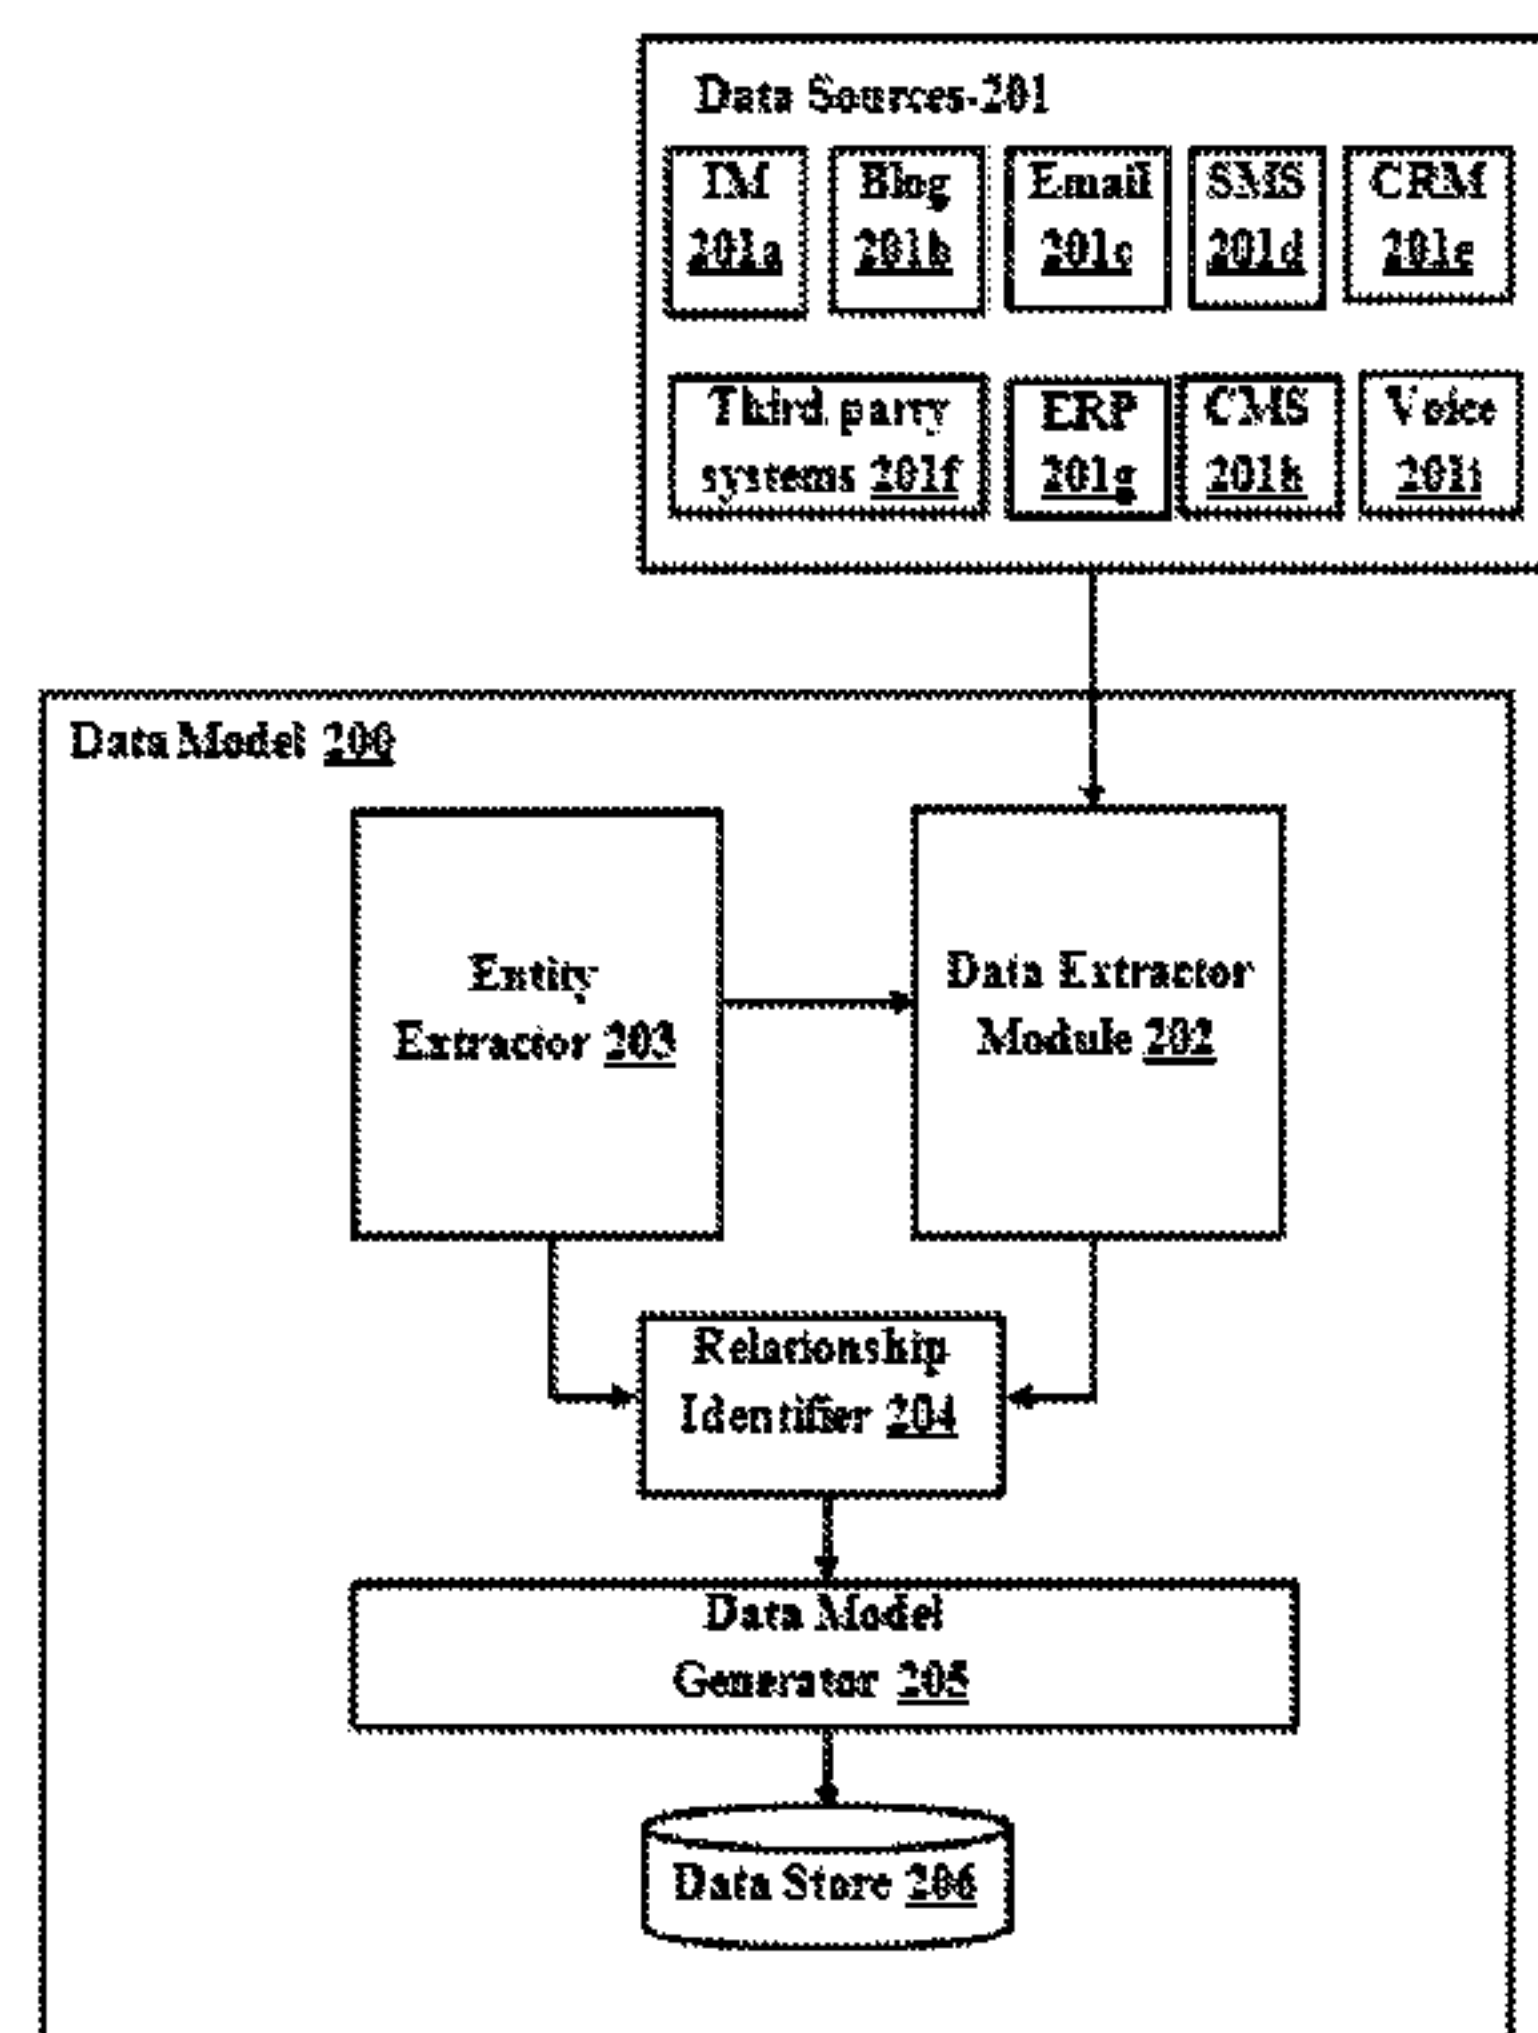 Data Sources-201
IM
201a
Blog
201b
Email
201c
SMS
201d
CRM
201e
Third party
systems 201f
ERP
201g
CMS
201h
Voice
201i
Data Model 200
Entity
Extractor 203
Data Extractor
Module 202
Relationship
Identifier 204
Data Model
Generator 205
Data Store 206